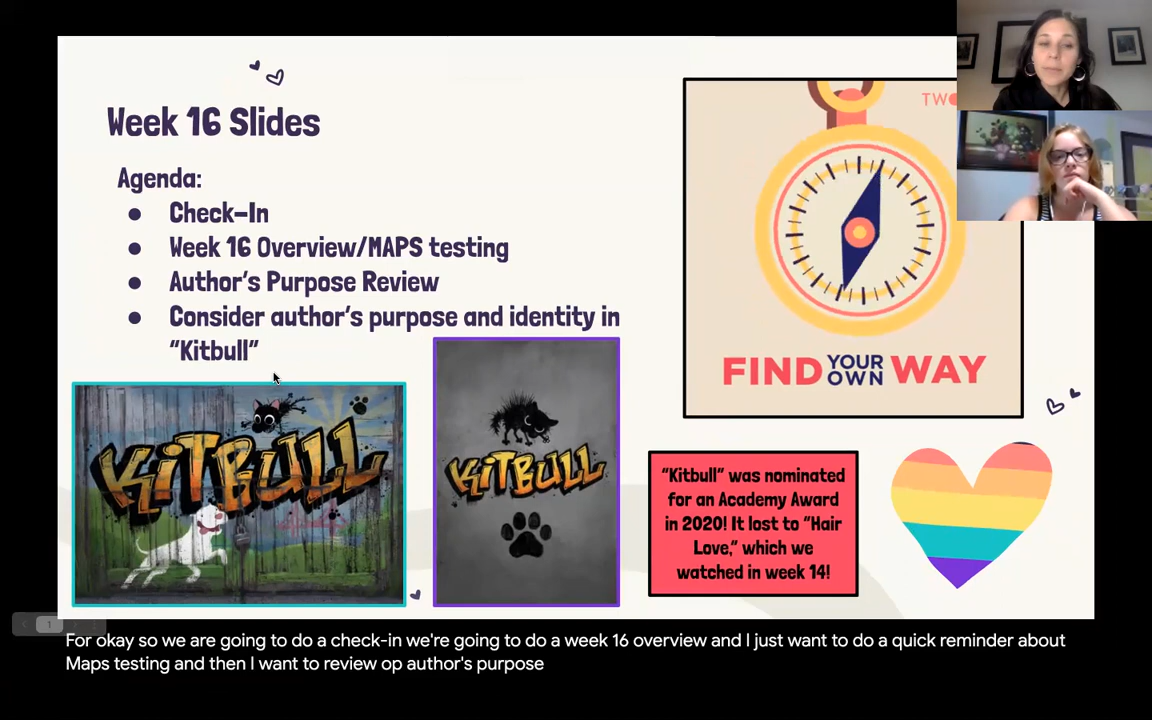 Week 16 Slides
Agenda:
● Check-In
● Week 16 Overview/MAPS testing
● Author's Purpose Review
● Consider author's purpose and identity in
"Kitbull"
KITBULL
KITBULL
TWO
FIND YOUR OWN WAY
"Kitbull" was nominated
for an Academy Award
in 2020! It lost to "Hair
Love," which we
watched in week 14!
1
For okay so we are going to do a check-in we're going to do a week 16 overview and I just want to do a quick reminder about
Maps testing and then I want to review op author's purpose